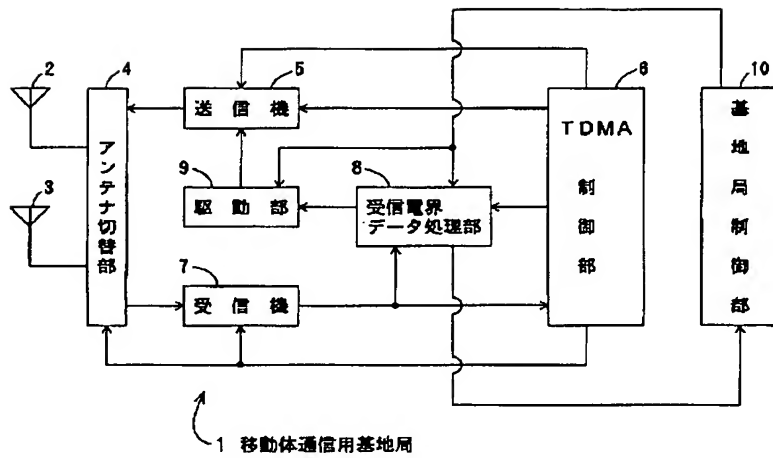 2
4
5
6
10
送信機
アンテナ切替部
TDMA
制御部
基地局制御部
3
9
8
駆動部
受信電界
データ処理部
7
受信機
1 移動体通信用基地局